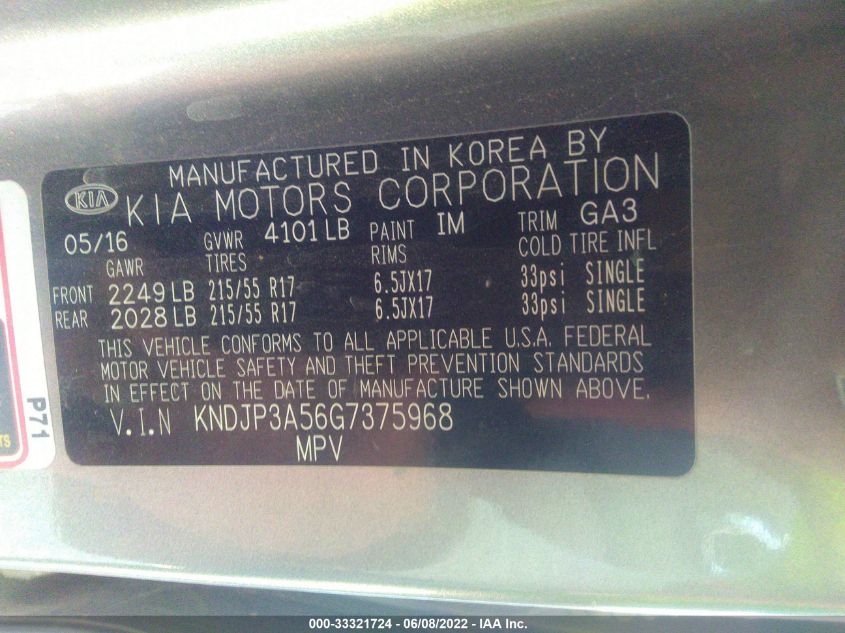 MANUFACTURED IN KOREA BY
KIA KIA MOTORS CORPORATION
05/16 GVWR 4101 LB PAINT IM TRIM GA3
GAWR TIRES RIMS COLD TIRE INFL
FRONT 2249 LB 215/55 R17 6.5JX17 33psi SINGLE
REAR 2028 LB 215/55 R17 6.5JX17 33psi SINGLE
THIS VEHICLE CONFORMS TO ALL APPLICABLE U.S.A. FEDERAL
MOTOR VEHICLE SAFETY AND THEFT PREVENTION STANDARDS
IN EFFECT ON THE DATE OF MANUFACTURE SHOWN ABOVE.
V.I.N KNDJP3A56G7375968
MPV
P71
000-33321724 - 06/08/2022 - IAA Inc.